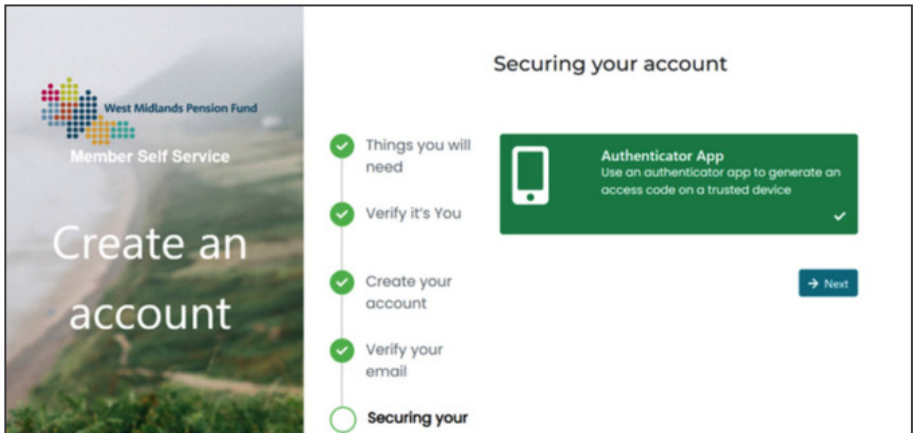 West Midlands Pension Fund
Member Self Service
Create an
account
Securing your account
Things you will
need
Verify it's You
Create your
account
Verify your
email
Securing your
Authenticator App
Use an authenticator app to generate an
access code on a trusted device
Next